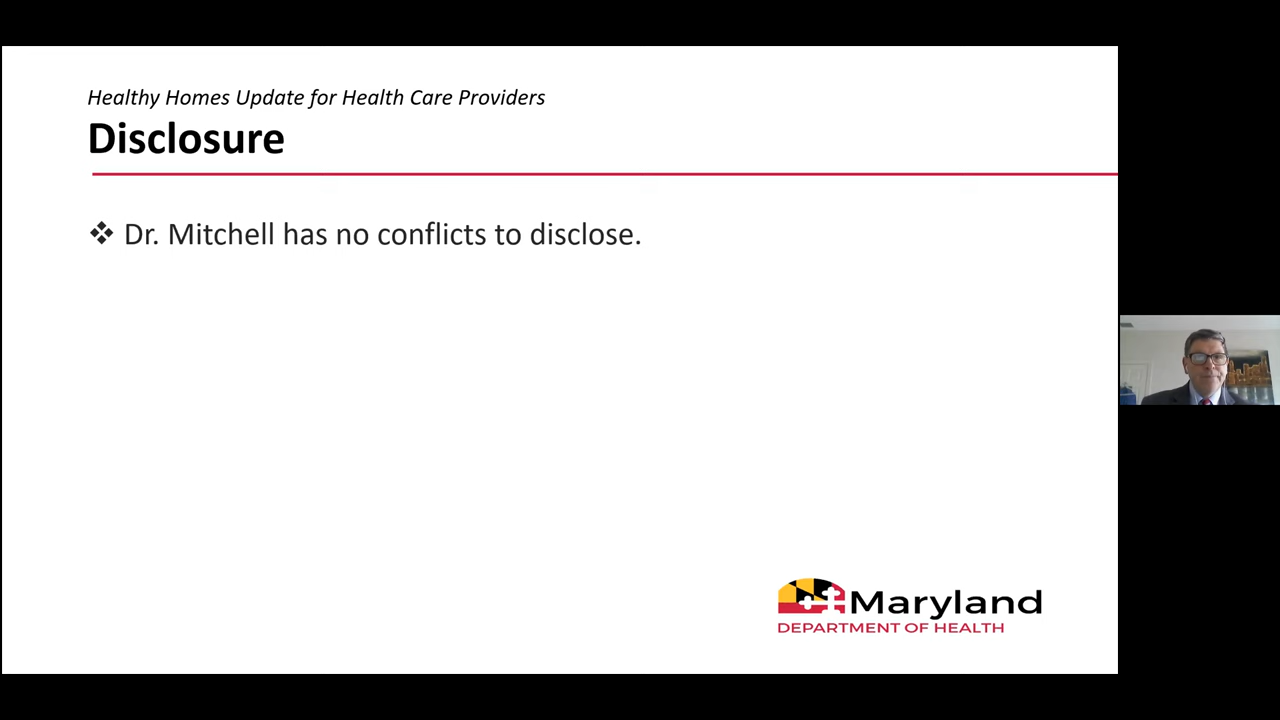 Healthy Homes Update for Health Care Providers
Disclosure
❖ Dr. Mitchell has no conflicts to disclose.
Maryland
DEPARTMENT OF HEALTH